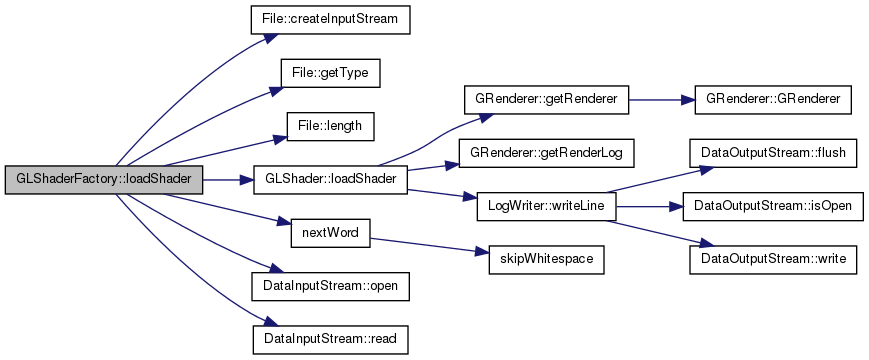 File::createInputStream
File::getType
GRenderer::getRenderer
GRenderer::GRenderer
File::length
GRenderer::getRenderLog
DataOutputStream::flush
GLShaderFactory::loadShader
GLShader::loadShader
LogWriter::writeLine
DataOutputStream::isOpen
nextWord
skipWhitespace
DataOutputStream::write
DataInputStream::open
DataInputStream::read